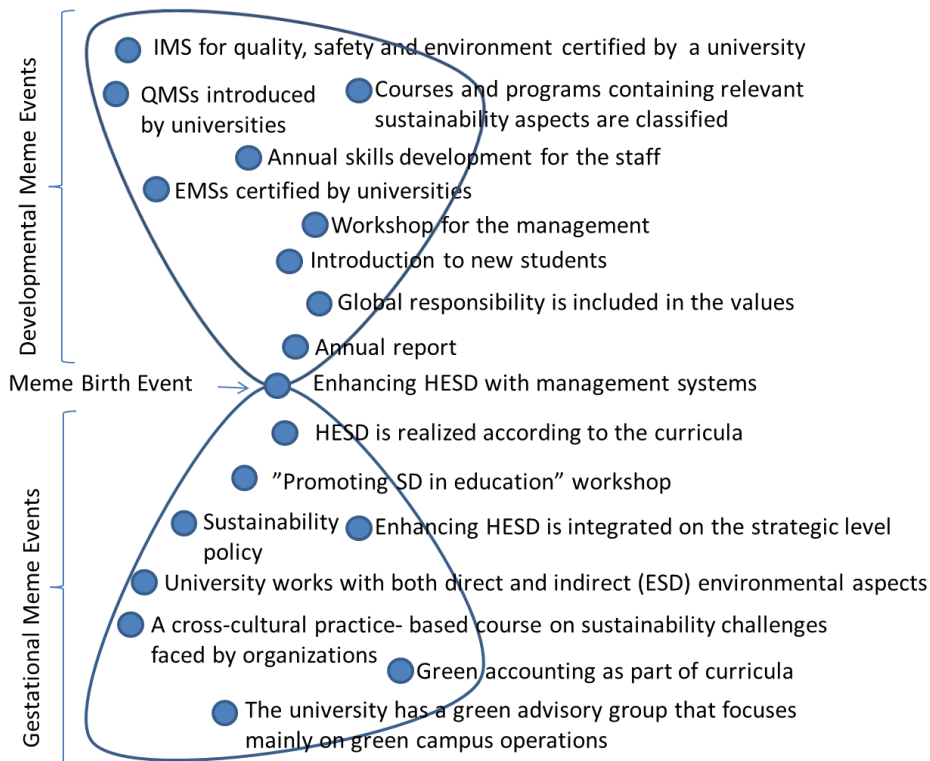 IMS for quality, safety and environment certified by a university
QMSs introduced
by universities
Courses and programs containing relevant
sustainability aspects are classified
Annual skills development for the staff
EMSs certified by universities
Workshop for the management
Introduction to new students
Global responsibility is included in the values
Annual report
Developmental Meme Events
Meme Birth Event
Enhancing HESD with management systems
HESD is realized according to the curricula
”Promoting SD in education” workshop
Sustainability
policy
Enhancing HESD is integrated on the strategic level
University works with both direct and indirect (ESD) environmental aspects
A cross-cultural practice- based course on sustainability challenges
faced by organizations
Green accounting as part of curricula
The university has a green advisory group that focuses
mainly on green campus operations
Gestational Meme Events